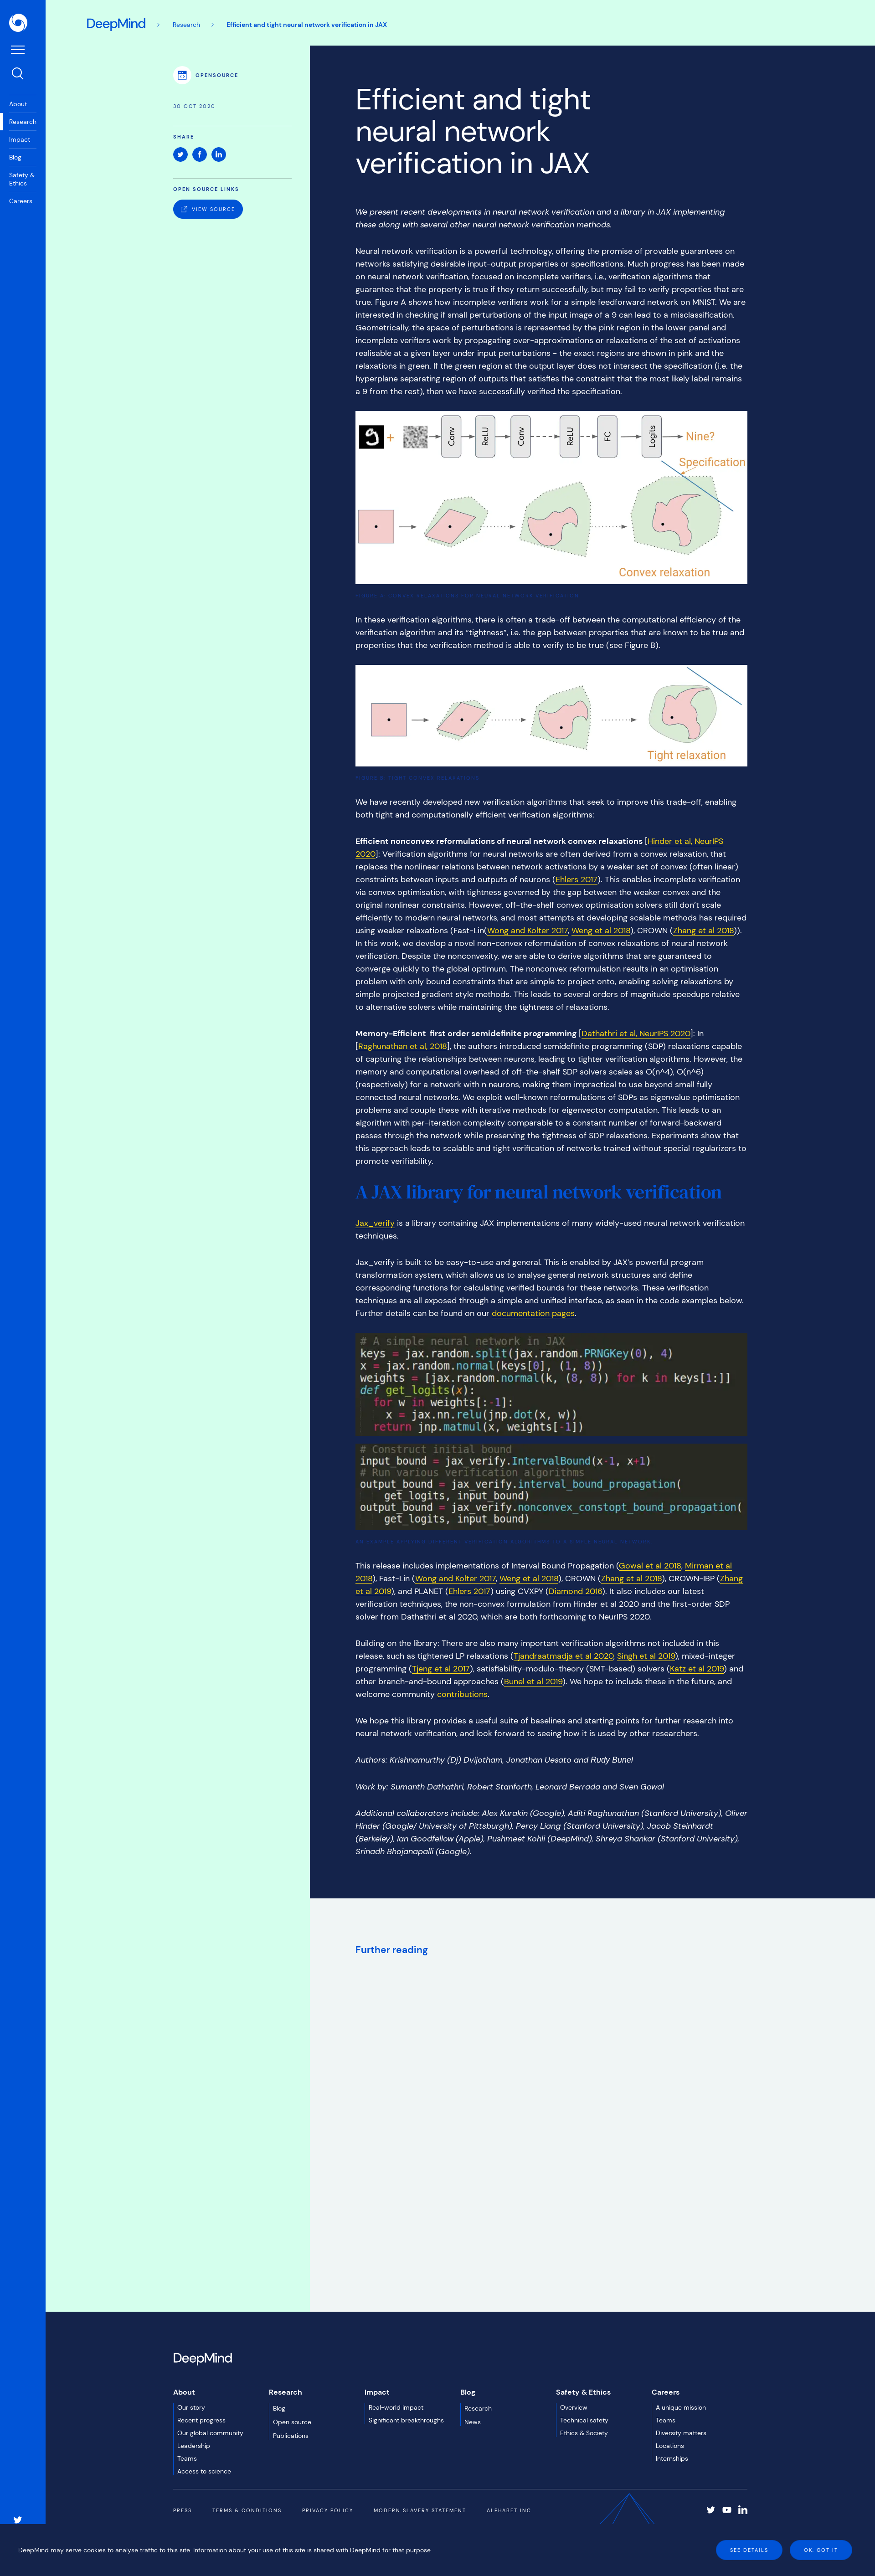 DeepMind > Research > Efficient and tight neural network verification in JAX
About
Research
Impact
Blog
Safety &
Ethics
Careers
OPENSOURCE
30 OCT 2020
SHARE
OPEN SOURCE LINKS
VIEW SOURCE
Efficient and tight
neural network
verification in JAX
We present recent developments in neural network verification and a library in JAX implementing
these along with several other neural network verification methods.
Neural network verification is a powerful technology, offering the promise of provable guarantees on
networks satisfying desirable input-output properties or specifications. Much progress has been made
on neural network verification, focused on incomplete verifiers, i.e., verification algorithms that
guarantee that the property is true if they return successfully, but may fail to verify properties that are
true. Figure A shows how incomplete verifiers work for a simple feedforward network on MNIST. We are
interested in checking if small perturbations of the input image of a 9 can lead to a misclassification.
Geometrically, the space of perturbations is represented by the pink region in the lower panel and
incomplete verifiers work by propagating over-approximations or relaxations of the set of activations
realisable at a given layer under input perturbations - the exact regions are shown in pink and the
relaxations in green. If the green region at the output layer does not intersect the specification (i.e. the
hyperplane separating region of outputs that satisfies the constraint that the most likely label remains
a 9 from the rest), then we have successfully verified the specification.
+ Conv ReLU Conv ReLU FC Logits Nine?
Specification
Convex relaxation
In these verification algorithms, there is often a trade-off between the computational efficiency of the
verification algorithm and its "tightness", i.e. the gap between properties that are known to be true and
properties that the verification method is able to verify to be true (see Figure B).
Tight relaxation
We have recently developed new verification algorithms that seek to improve this trade-off, enabling
both tight and computationally efficient verification algorithms:
Efficient nonconvex reformulations of neural network convex relaxations [Hinder et al, NeurIPS
2020]: Verification algorithms for neural networks are often derived from a convex relaxation, that
replaces the nonlinear relations between network activations by a weaker set of convex (often linear)
constraints between inputs and outputs of neurons (Ehlers 2017). This enables incomplete verification
via convex optimisation, with tightness governed by the gap between the weaker convex and the
original nonlinear constraints. However, off-the-shelf convex optimisation solvers still don't scale
efficiently to modern neural networks, and most attempts at developing scalable methods has required
using weaker relaxations (Fast-Lin(Wong and Kolter 2017, Weng et al 2018), CROWN (Zhang et al 2018)).
In this work, we develop a novel non-convex reformulation of convex relaxations of neural network
verification. Despite the nonconvexity, we are able to derive algorithms that are guaranteed to
converge quickly to the global optimum. The nonconvex reformulation results in an optimisation
problem with only bound constraints that are simple to project onto, enabling solving relaxations by
simple projected gradient style methods. This leads to several orders of magnitude speedups relative
to alternative solvers while maintaining the tightness of relaxations.
Memory-Efficient first order semidefinite programming [Dathathri et al, NeurIPS 2020]: In
[Raghunathan et al, 2018], the authors introduced semidefinite programming (SDP) relaxations capable
of capturing the relationships between neurons, leading to tighter verification algorithms. However, the
memory and computational overhead of off-the-shelf SDP solvers scales as O(n^4), O(n^6)
(respectively) for a network with n neurons, making them impractical to use beyond small fully
connected neural networks. We exploit well-known reformulations of SDPs as eigenvalue optimisation
problems and couple these with iterative methods for eigenvector computation. This leads to an
algorithm with per-iteration complexity comparable to a constant number of forward-backward
passes through the network while preserving the tightness of SDP relaxations. Experiments show that
this approach leads to scalable and tight verification of networks trained without special regularizers to
promote verifiability.
A JAX library for neural network verification
Jax_verify is a library containing JAX implementations of many widely-used neural network verification
techniques.
Jax_verify is built to be easy-to-use and general. This is enabled by JAX's powerful program
transformation system, which allows us to analyse general network structures and define
corresponding functions for calculating verified bounds for these networks. These verification
techniques are all exposed through a simple and unified interface, as seen in the code examples below.
Further details can be found on our documentation pages.
# A simple neural network in JAX
keys = jax.random.split(jax.random.PRNGKey(0), 4)
x = jax.random.normal(keys[0], (1, 8))
weights = [jax.random.normal(k, (8, 8)) for k in keys[1:]]
def get_logits(x):
for w in weights[:-1]:
x = jax.nn.relu(jnp.dot(x, w))
return jnp.matmul(x, weights[-1])
# Construct initial bound
input_bound = jax_verify.IntervalBound(x-1, x+1)
# Run various verification algorithms
output_bound = jax_verify.interval_bound_propagation(
get_logits, input_bound)
output_bound = jax_verify.nonconvex_constopt_bound_propagation(
get_logits, input_bound)
This release includes implementations of Interval Bound Propagation (Gowal et al 2018, Mirman et al
2018), Fast-Lin (Wong and Kolter 2017, Weng et al 2018), CROWN (Zhang et al 2018), CROWN-IBP (Zhang
et al 2019), and PLANET (Ehlers 2017) using CVXPY (Diamond 2016). It also includes our latest
verification techniques, the non-convex formulation from Hinder et al 2020 and the first-order SDP
solver from Dathathri et al 2020, which are both forthcoming to NeurIPS 2020.
Building on the library: There are also many important verification algorithms not included in this
release, such as tightened LP relaxations (Tjandraatmadja et al 2020, Singh et al 2019), mixed-integer
programming (Tjeng et al 2017), satisfiability-modulo-theory (SMT-based) solvers (Katz et al 2019) and
other branch-and-bound approaches (Bunel et al 2019). We hope to include these in the future, and
welcome community contributions.
We hope this library provides a useful suite of baselines and starting points for further research into
neural network verification, and look forward to seeing how it is used by other researchers.
Authors: Krishnamurthy (Dj) Dvijotham, Jonathan Uesato and Rudy Bunel
Work by: Sumanth Dathathri, Robert Stanforth, Leonard Berrada and Sven Gowal
Additional collaborators include: Alex Kurakin (Google), Aditi Raghunathan (Stanford University), Oliver
Hinder (Google/ University of Pittsburgh), Percy Liang (Stanford University), Jacob Steinhardt
(Berkeley), Ian Goodfellow (Apple), Pushmeet Kohli (DeepMind), Shreya Shankar (Stanford University),
Srinadh Bhojanapalli (Google).
Further reading
DeepMind
About
Our story
Recent progress
Our global community
Leadership
Teams
Access to science
Research
Blog
Open source
Publications
Impact
Real-world impact
Significant breakthroughs
Blog
Research
News
Safety & Ethics
Overview
Technical safety
Ethics & Society
Careers
A unique mission
Teams
Diversity matters
Locations
Internships
PRESS TERMS & CONDITIONS PRIVACY POLICY MODERN SLAVERY STATEMENT ALPHABET INC
DeepMind may serve cookies to analyse traffic to this site. Information about your use of this site is shared with DeepMind for that purpose
SEE DETAILS
OK, GOT IT